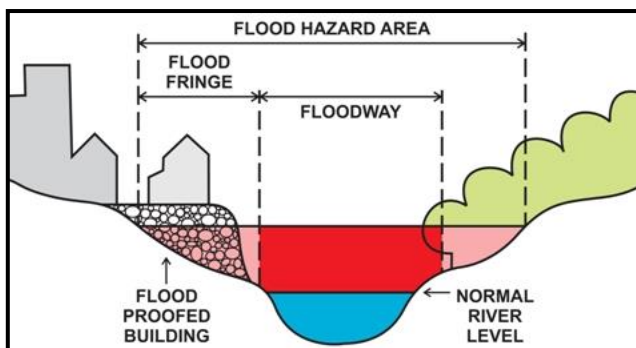 FLOOD HAZARD AREA
FLOOD
FRINGE
FLOODWAY
FLOOD
PROOFED
BUILDING
NORMAL
RIVER
LEVEL